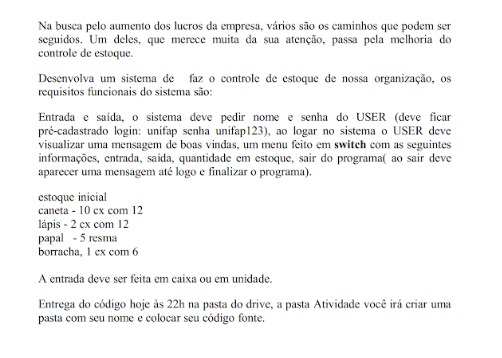 Na busca pelo aumento dos lucros da empresa, vários são os caminhos que podem ser
seguidos. Um deles, que merece muita da sua atenção, passa pela melhoria do
controle de estoque.
Desenvolva um sistema de faz o controle de estoque de nossa organização, os
requisitos funcionais do sistema são:
Entrada e saída, o sistema deve pedir nome e senha do USER (deve ficar
pré-cadastrado login: unifap senha unifap123), ao logar no sistema o USER deve
visualizar uma mensagem de boas vindas, um menu feito em switch com as seguintes
informações, entrada, saída, quantidade em estoque, sair do programa( ao sair deve
aparecer uma mensagem até logo e finalizar o programa).
estoque inicial
caneta - 10 cx com 12
lápis - 2 cx com 12
papal - 5 resma
borracha, 1 cx com 6
A entrada deve ser feita em caixa ou em unidade.
Entrega do código hoje às 22h na pasta do drive, a pasta Atividade você irá criar uma
pasta com seu nome e colocar seu código fonte.